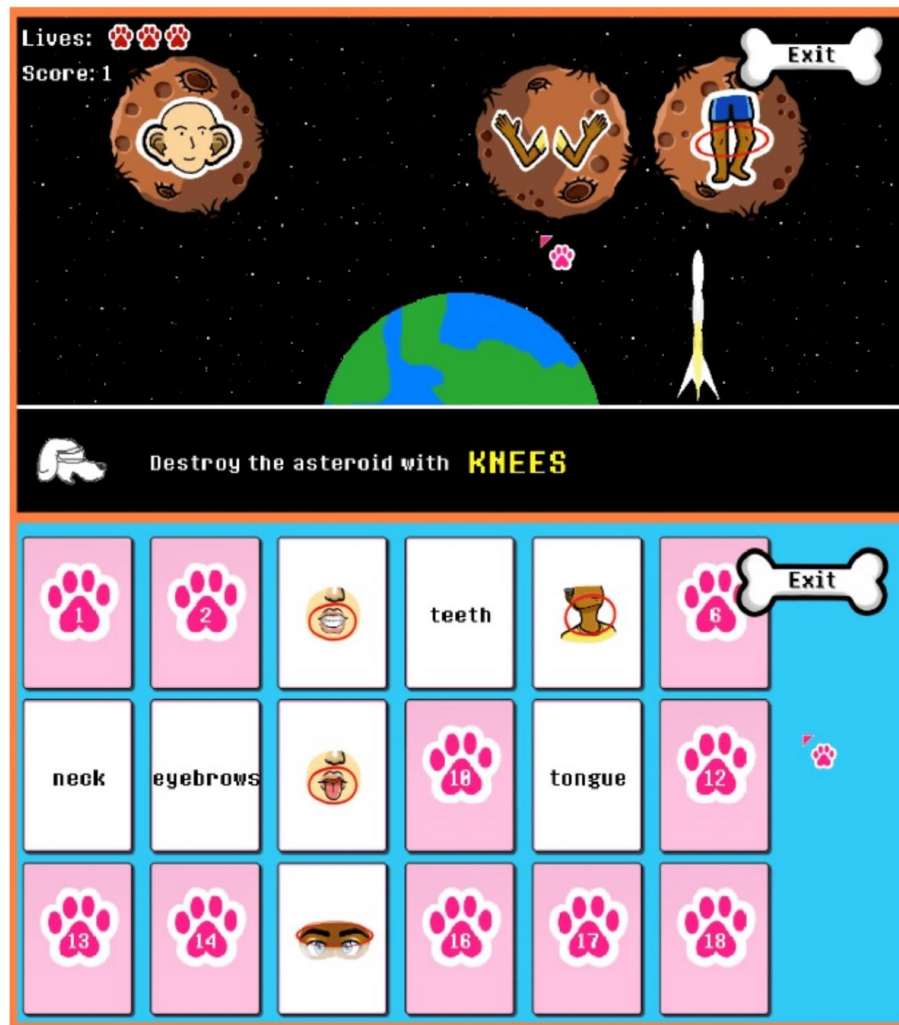 Lives:
Exit
Score: 1
Destroy the asteroid with KNEES
1
2
teeth
6
Exit
neck
eyebrows
10
tongue
12
13
14
16
17
18